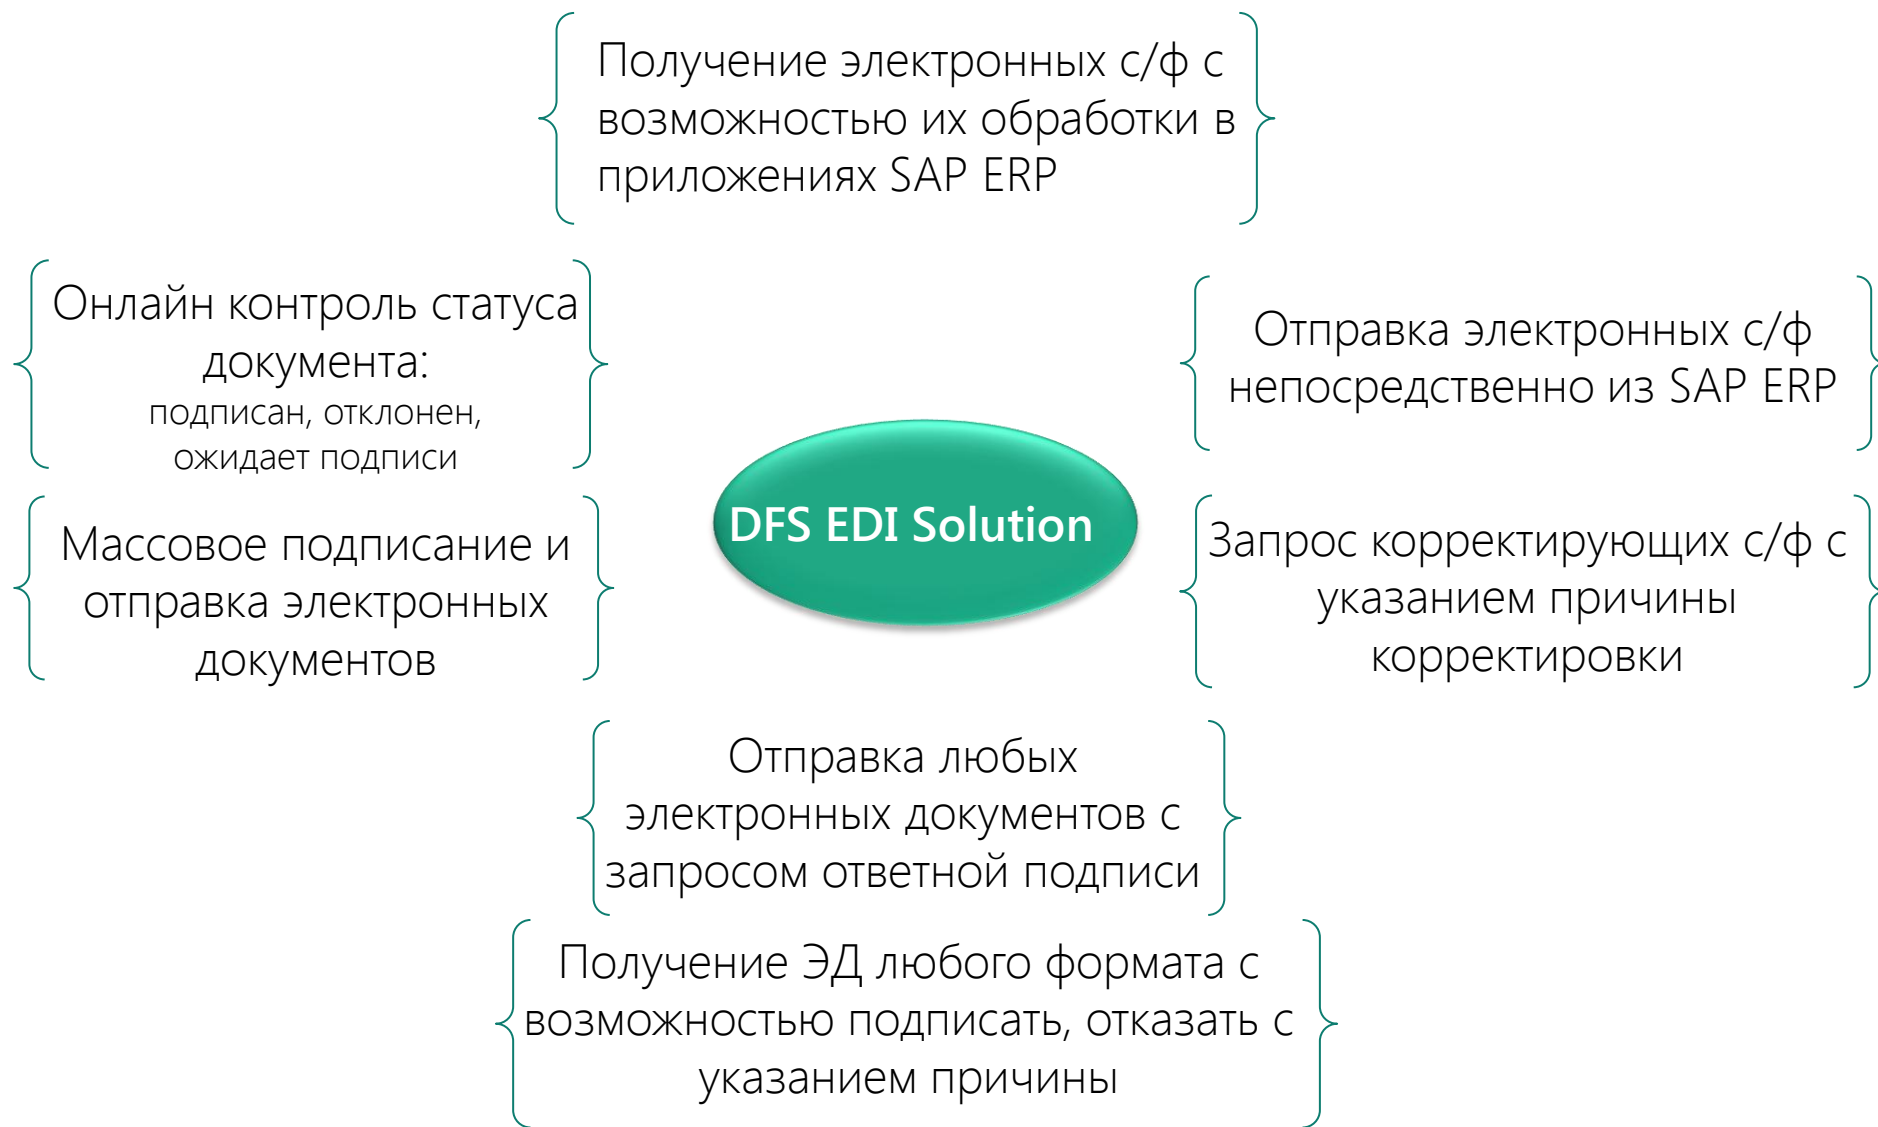 Получение электронных с/ф с
возможностью их обработки в
приложениях SAP ERP
Онлайн контроль статуса
документа:
подписан, отклонен,
ожидает подписи
Отправка электронных с/ф
непосредственно из SAP ERP
DFS EDI Solution
Массовое подписание и
отправка электронных
документов
Запрос корректирующих с/ф с
указанием причины
корректировки
Отправка любых
электронных документов с
запросом ответной подписи
Получение ЭД любого формата с
возможностью подписать, отказать с
указанием причины